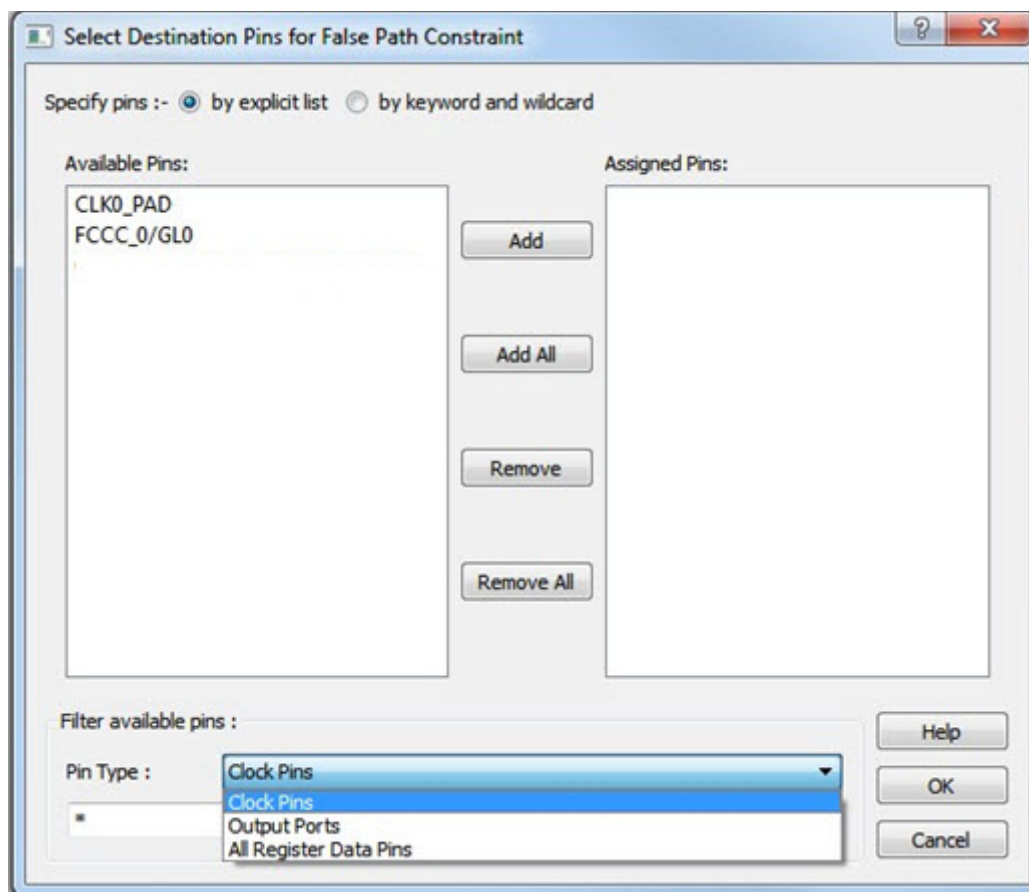 Select Destination Pins for False Path Constraint
?
Specify pins :- by explicit list by keyword and wildcard
Available Pins:
Assigned Pins:
CLK0_PAD
FCCC_0/GL0
Add
Add All
Remove
Remove All
Filter available pins :
Pin Type :
Clock Pins
Clock Pins
Output Ports
All Register Data Pins
*
Help
OK
Cancel